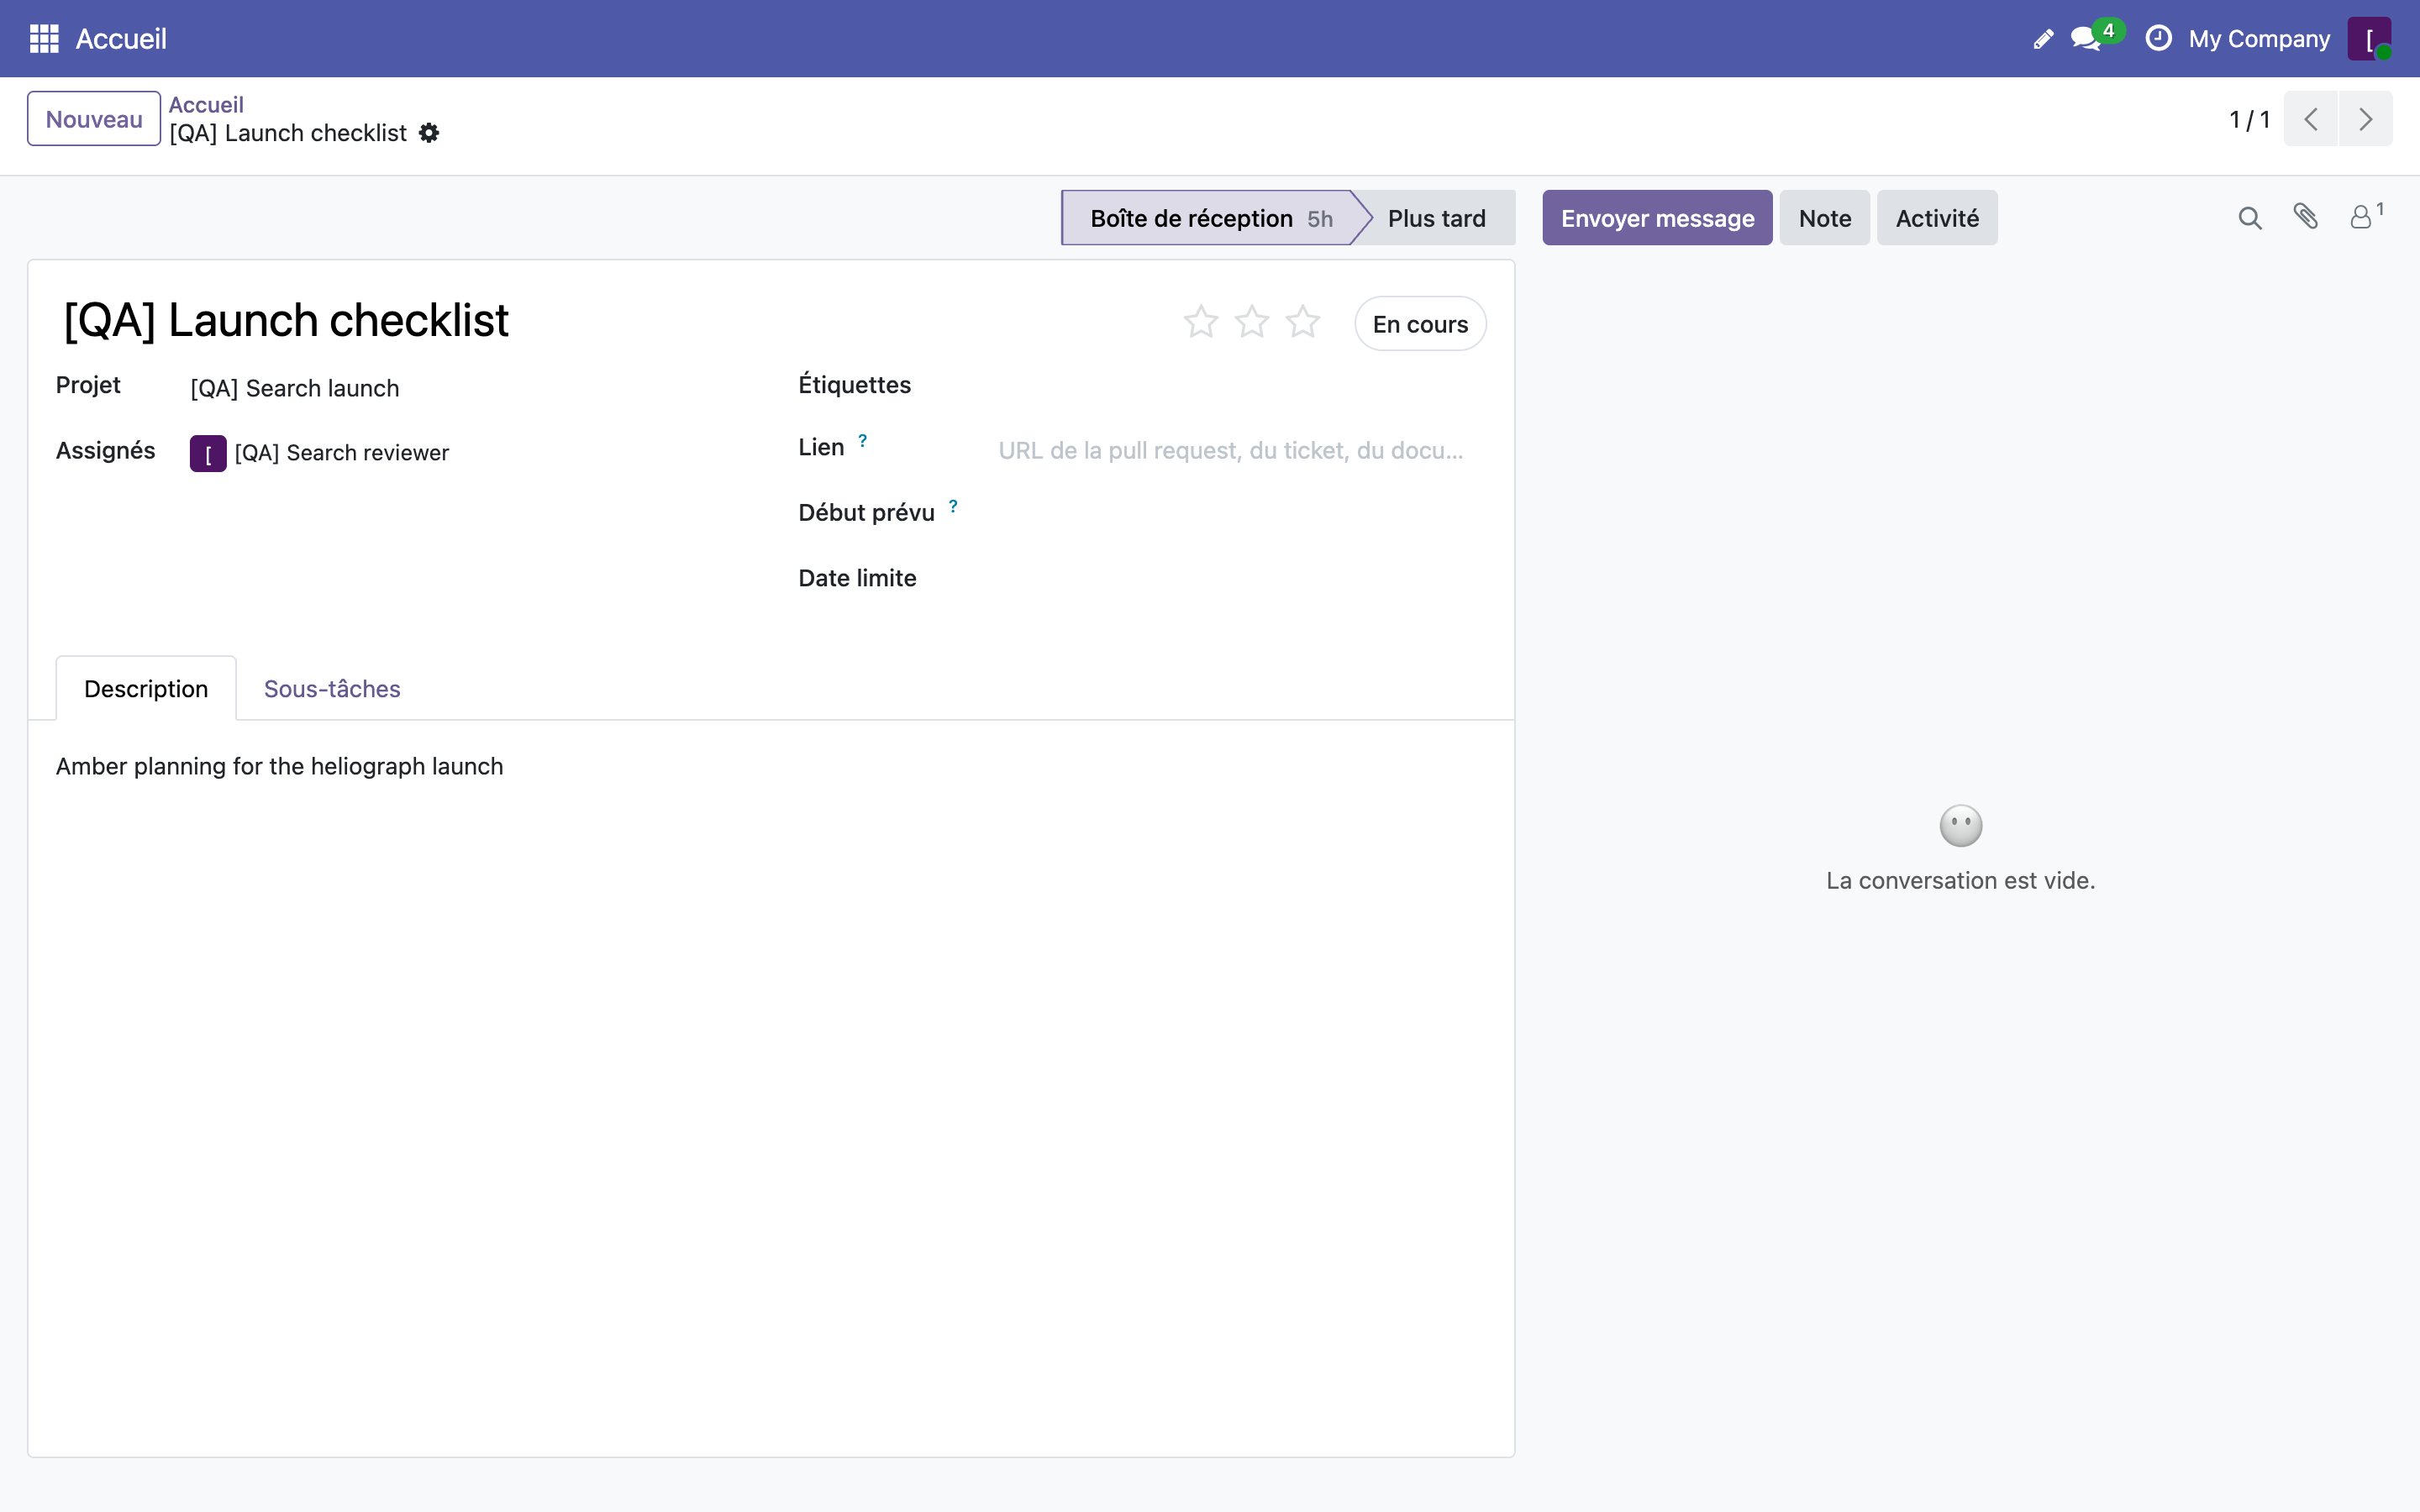 Accueil
4
My Company
[
Nouveau
Accueil
[QA] Launch checklist
1 / 1
Boîte de réception 5h
Plus tard
Envoyer message
Note
Activité
1
[QA] Launch checklist
En cours
Projet
[QA] Search launch
Assignés
[ [QA] Search reviewer
Étiquettes
Lien ?
URL de la pull request, du ticket, du docu...
Début prévu ?
Date limite
Description
Sous-tâches
Amber planning for the heliograph launch
La conversation est vide.